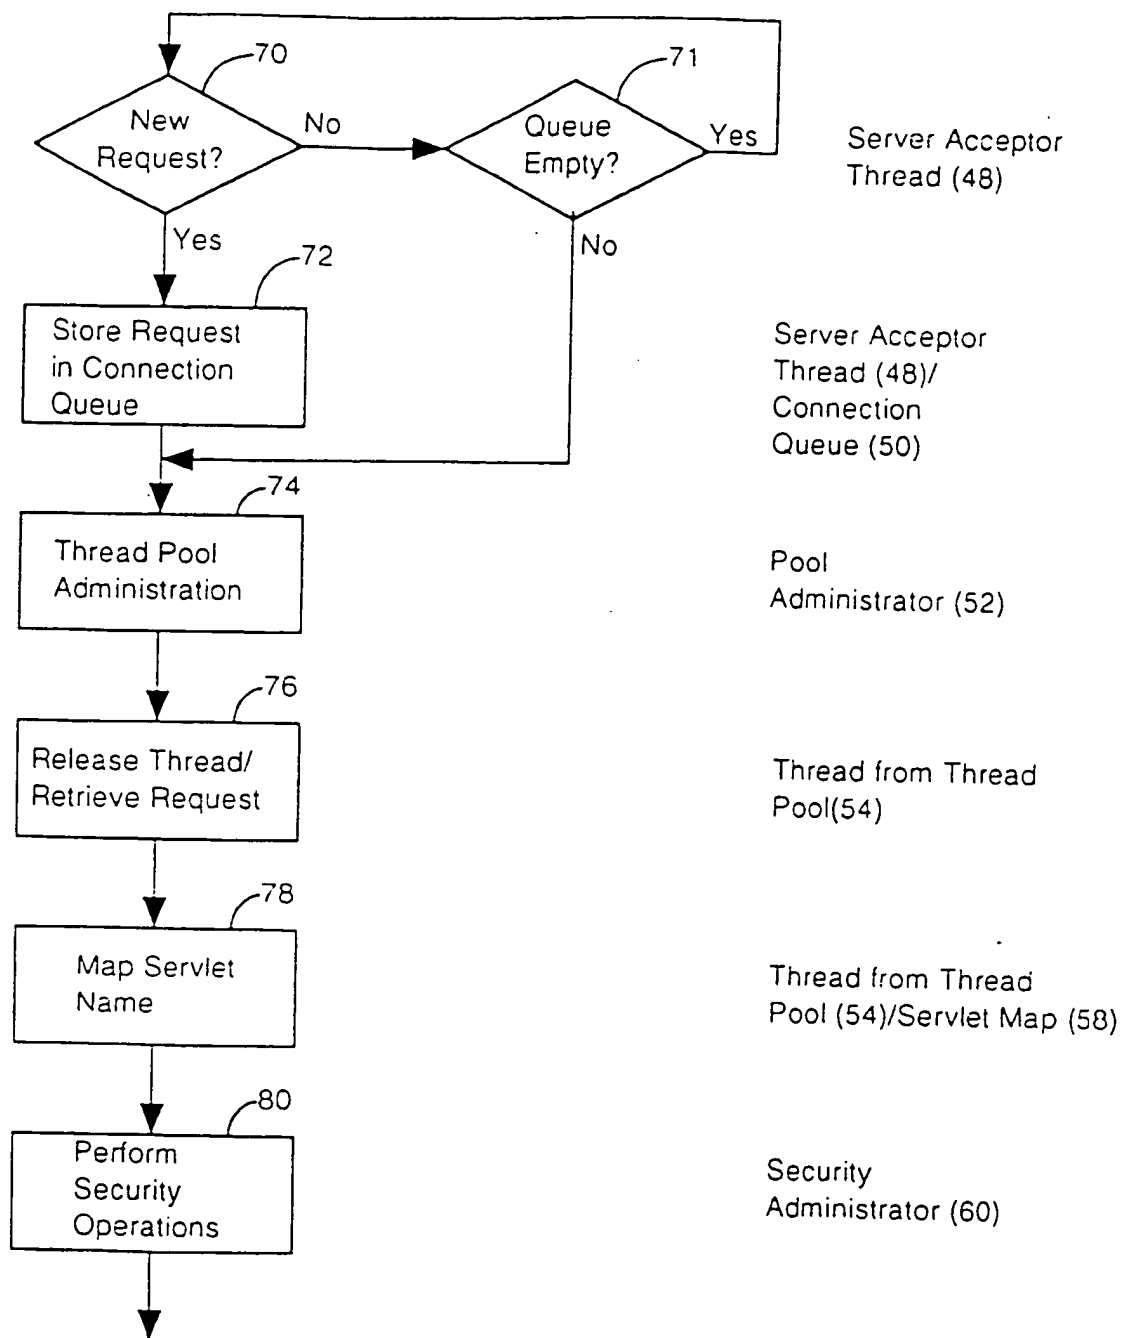 70
71
New
Request?
No
Queue
Empty?
Yes
Server Acceptor
Thread (48)
Yes
No
72
Store Request
in Connection
Queue
Server Acceptor
Thread (48)/
Connection
Queue (50)
74
Thread Pool
Administration
Pool
Administrator (52)
76
Release Thread/
Retrieve Request
Thread from Thread
Pool(54)
78
Map Servlet
Name
Thread from Thread
Pool (54)/Servlet Map (58)
80
Perform
Security
Operations
Security
Administrator (60)